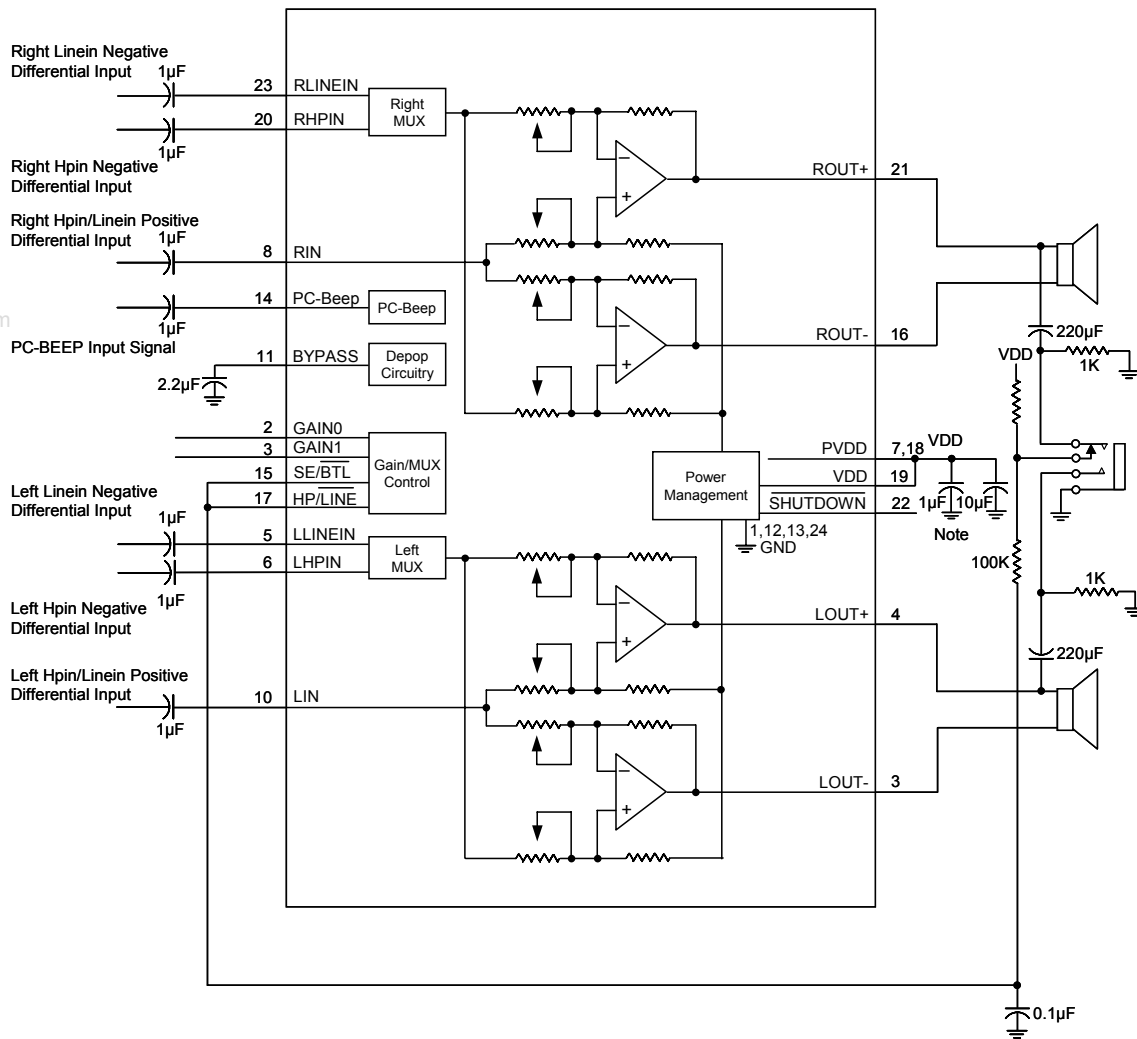 Right Linein Negative
Differential Input
1µF
23 RLINEIN
20 RHPIN
1µF
Right
MUX
Right Hpin Negative
Differential Input
Right Hpin/Linein Positive
Differential Input
1µF
8 RIN
14 PC-Beep
PC-Beep
1µF
m
PC-BEEP Input Signal
11 BYPASS
Depop
Circuitry
2.2µF
2 GAIN0
3 GAIN1
15 SE/BTL
17 HP/LINE
Gain/MUX
Control
Left Linein Negative
Differential Input
1µF
5 LLINEIN
6 LHPIN
1µF
Left
MUX
Left Hpin Negative
Differential Input
Left Hpin/Linein Positive
Differential Input
10 LIN
1µF
−
+
−
+
ROUT+ 21
ROUT- 16
220µF
VDD
1K
Power
Management
PVDD 7,18 VDD
VDD 19
SHUTDOWN 22
1µF 10µF
Note
1,12,13,24
GND
100K
1K
−
+
−
+
LOUT+ 4
220µF
LOUT- 3
0.1µF